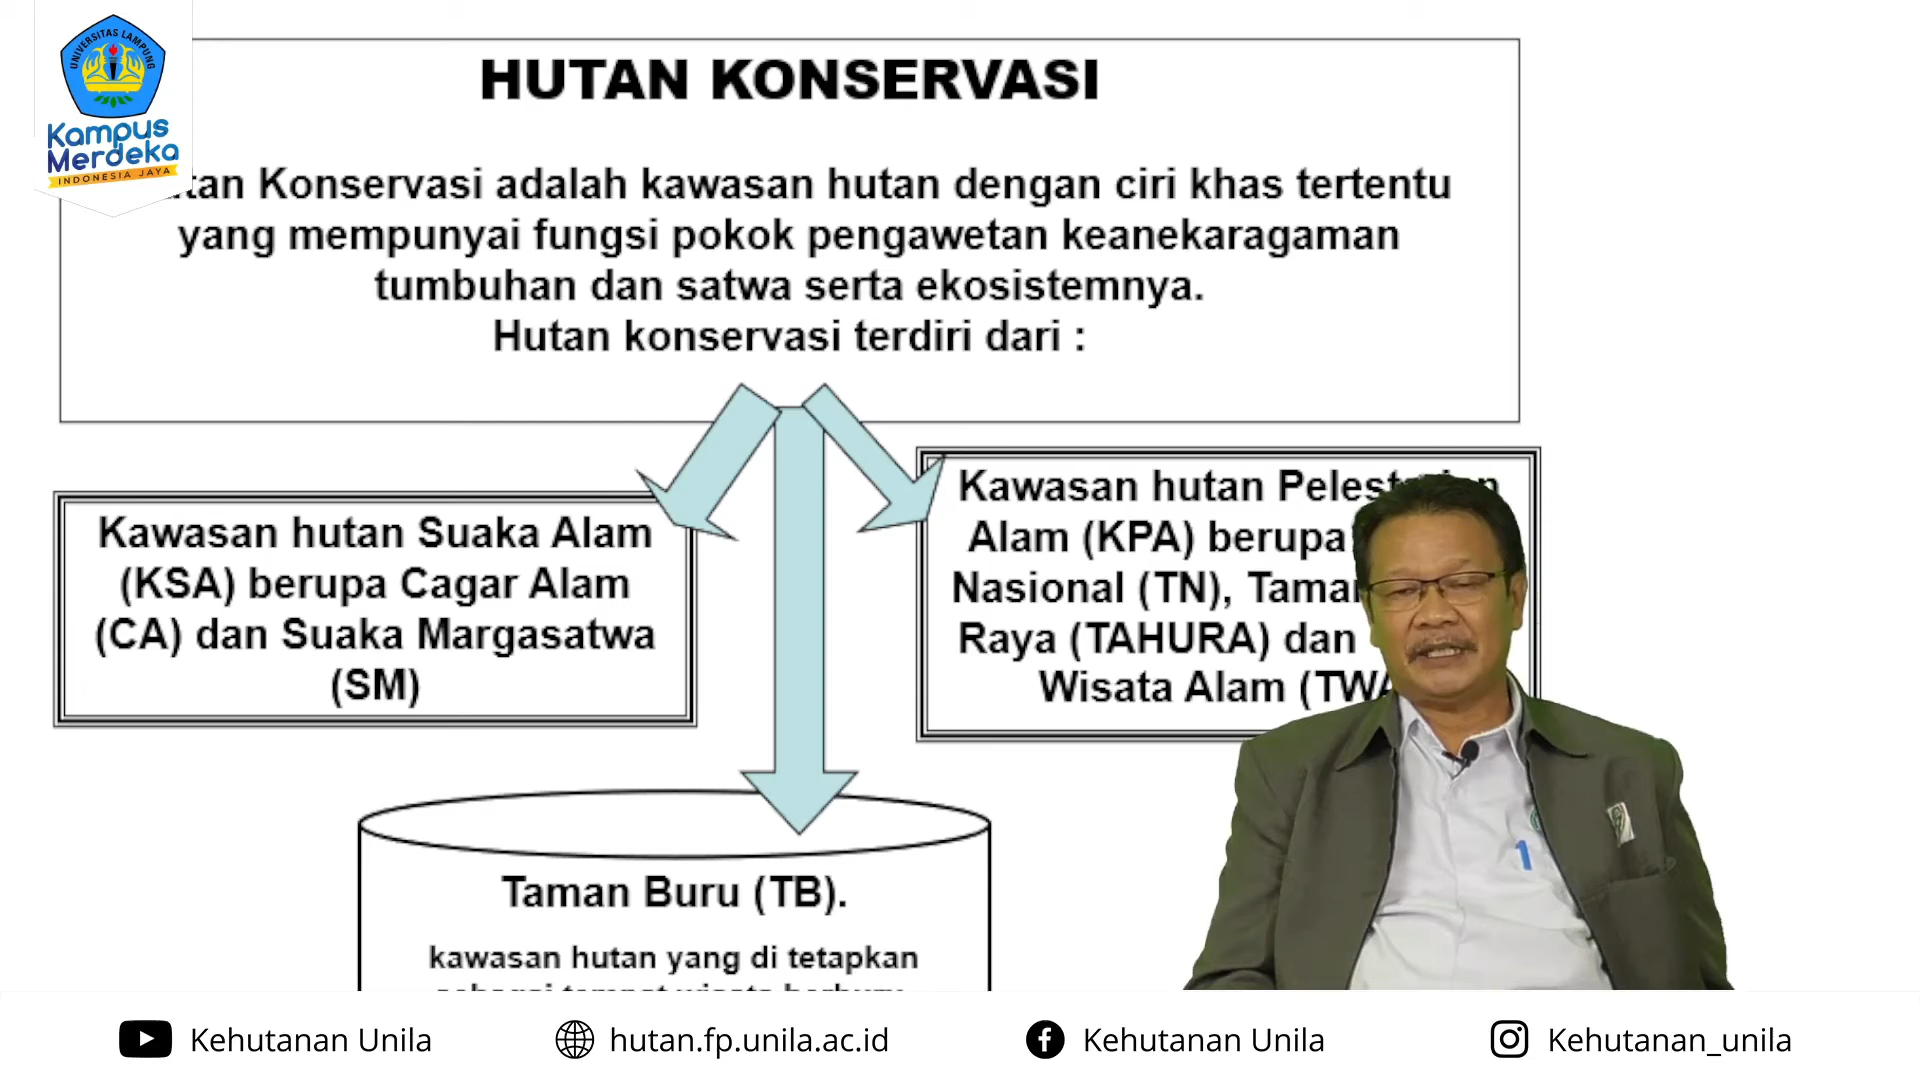 UNIVERSITAS LAMPUNG
Kampus
Merdeka
INDONESIA JAYA
HUTAN KONSERVASI
Konservasi adalah kawasan hutan dengan ciri khas tertentu
yang mempunyai fungsi pokok pengawetan keanekaragaman
tumbuhan dan satwa serta ekosistemnya.
Hutan konservasi terdiri dari :
Kawasan hutan Suaka Alam
(KSA) berupa Cagar Alam
(CA) dan Suaka Margasatwa
(SM)
Kawasan hutan
Alam (KPA) berupa
Nasional (TN),
Raya (TAHURA) dan
Wisata Alam
Taman Buru (TB).
kawasan hutan yang di tetapkan
Kehutanan Unila
hutan.fp.unila.ac.id
Kehutanan Unila
Kehutanan_unila